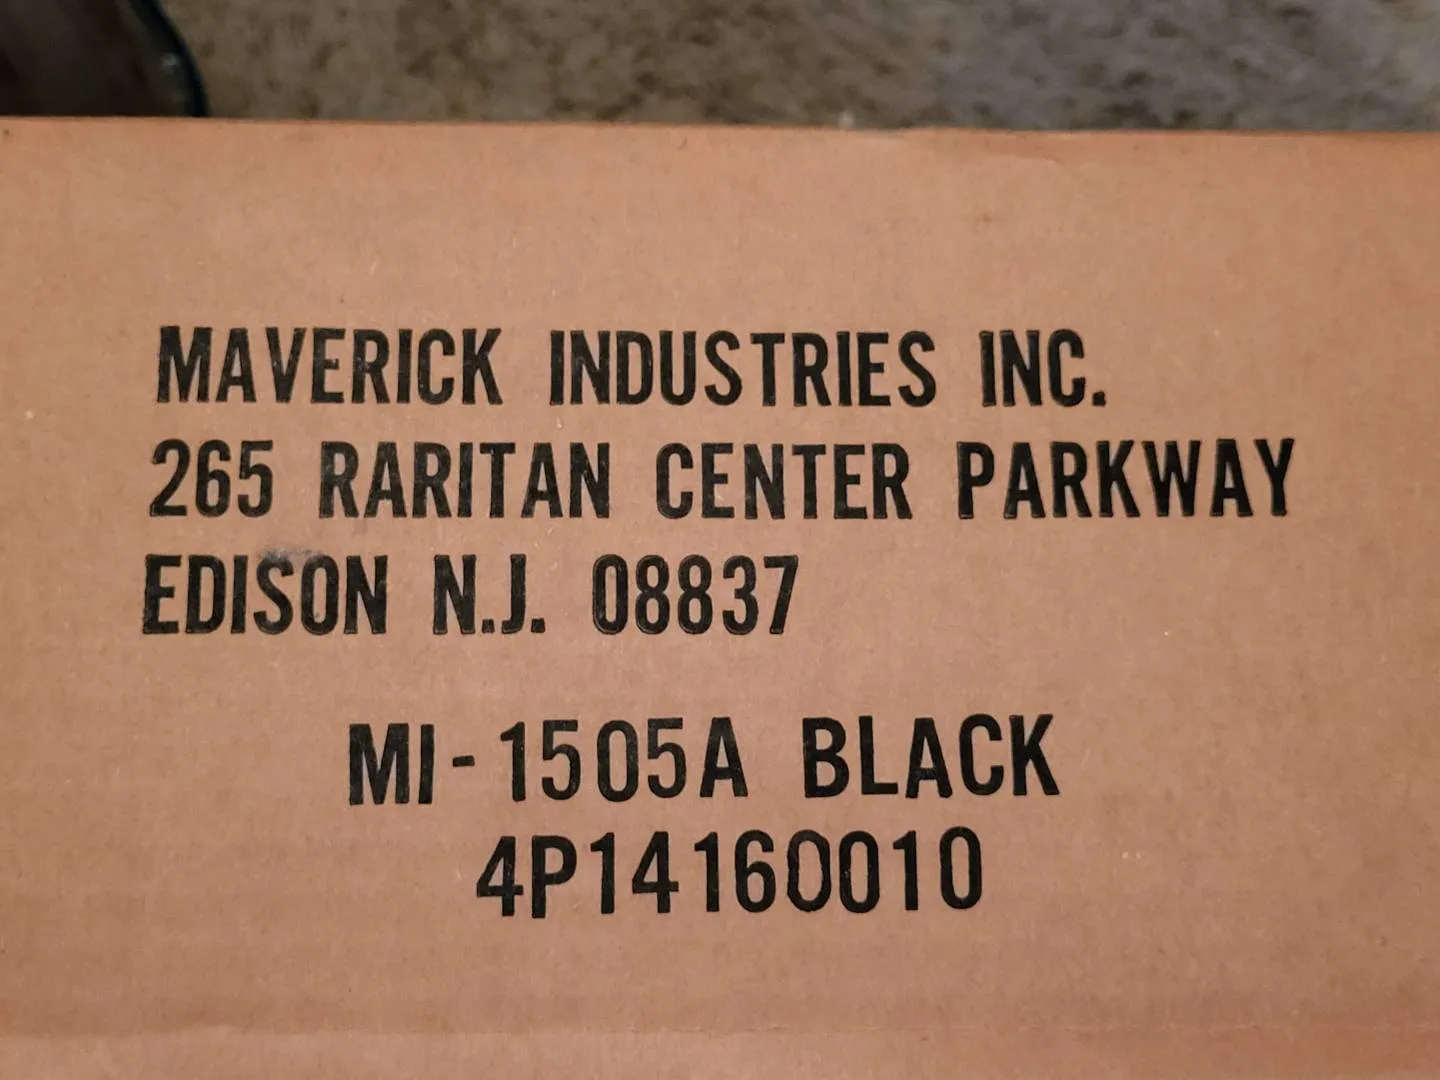 MAVERICK INDUSTRIES INC.
265 RARITAN CENTER PARKWAY
EDISON N.J. 08837
MI-1505A BLACK
4P14160010